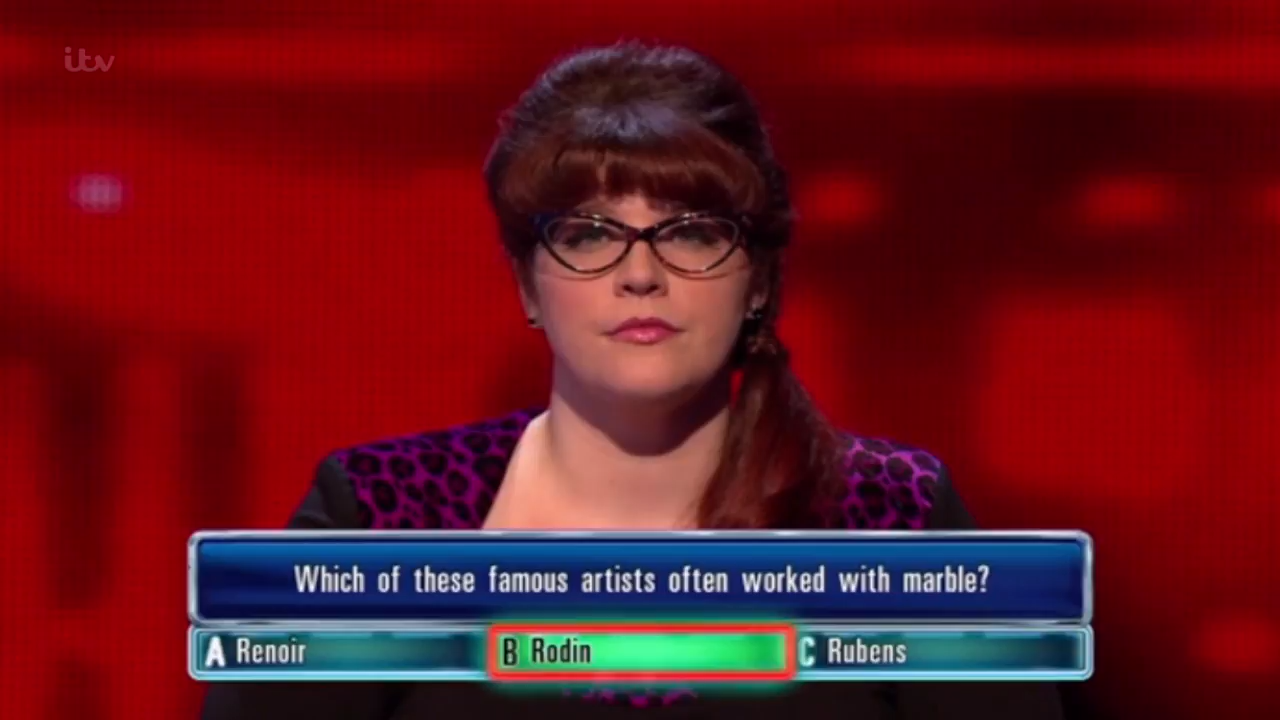 itv
Which of these famous artists often worked with marble?
A Renoir
B Rodin
C Rubens